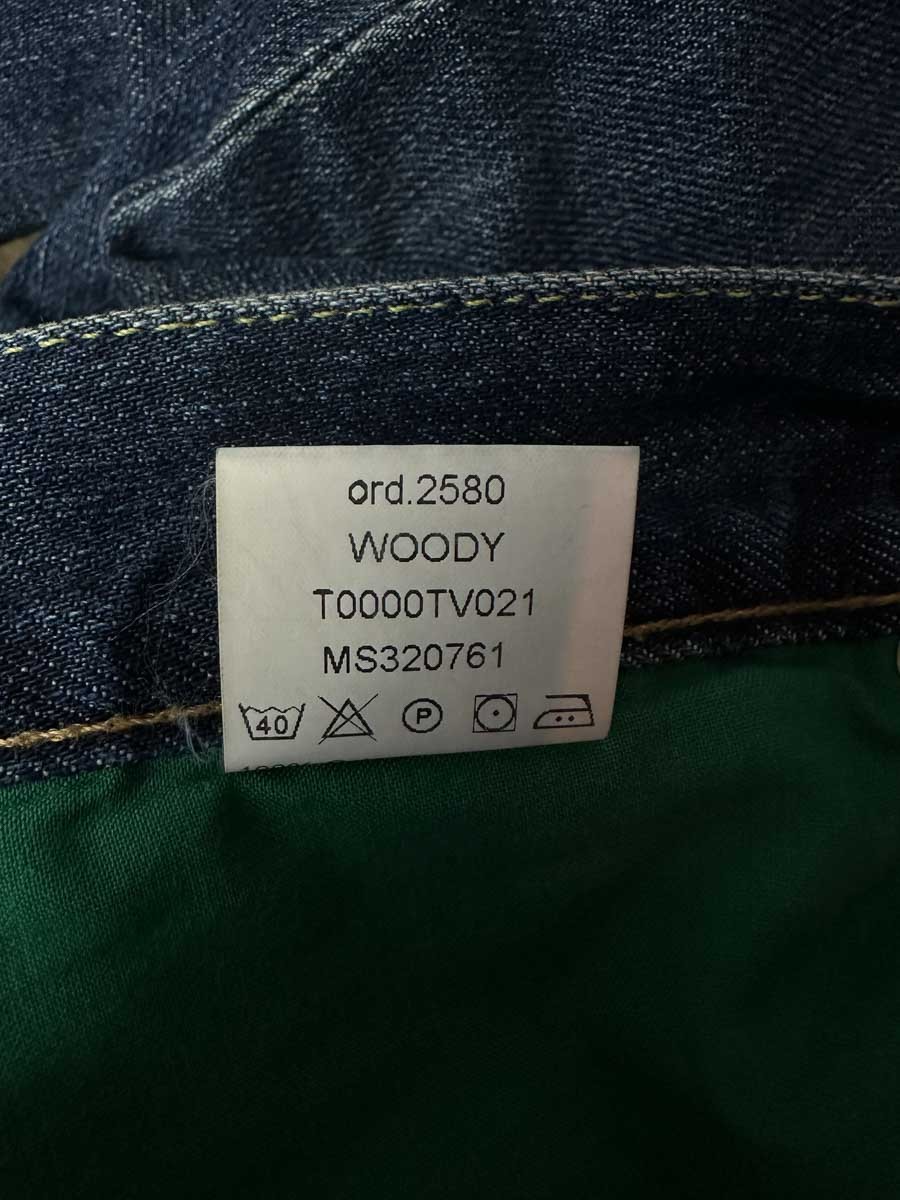 ord.2580
WOODY
T0000TV021
MS320761
40 P